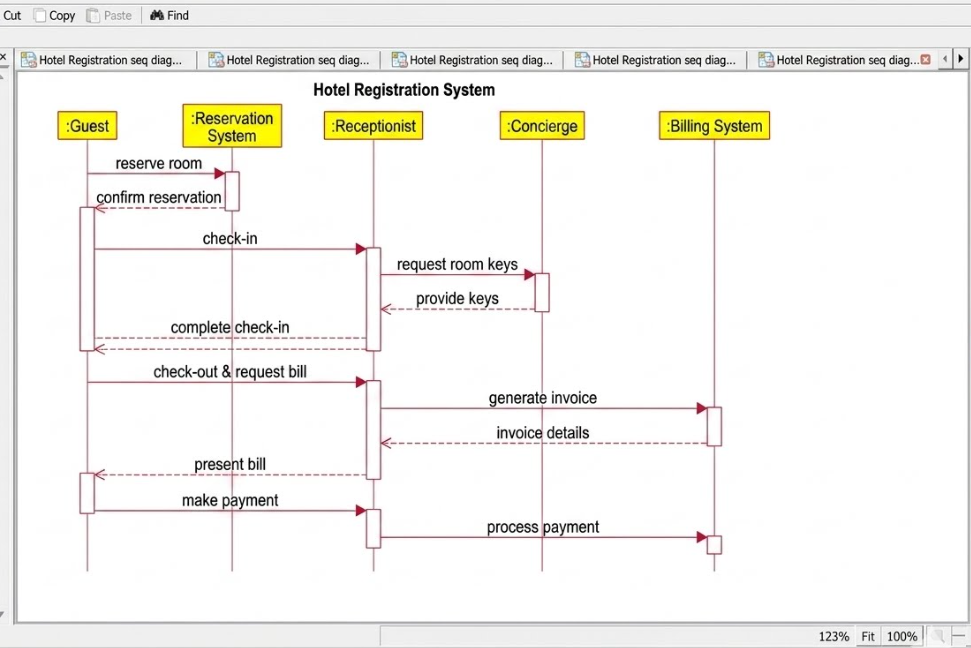 Cut Copy Paste Find
Hotel Registration seq diag... Hotel Registration seq diag... Hotel Registration seq diag... Hotel Registration seq diag... Hotel Registration seq diag...
Hotel Registration System
:Guest
:Reservation
System
:Receptionist
:Concierge
:Billing System
reserve room
confirm reservation
check-in
request room keys
provide keys
complete check-in
check-out & request bill
generate invoice
invoice details
present bill
make payment
process payment
123% Fit 100%